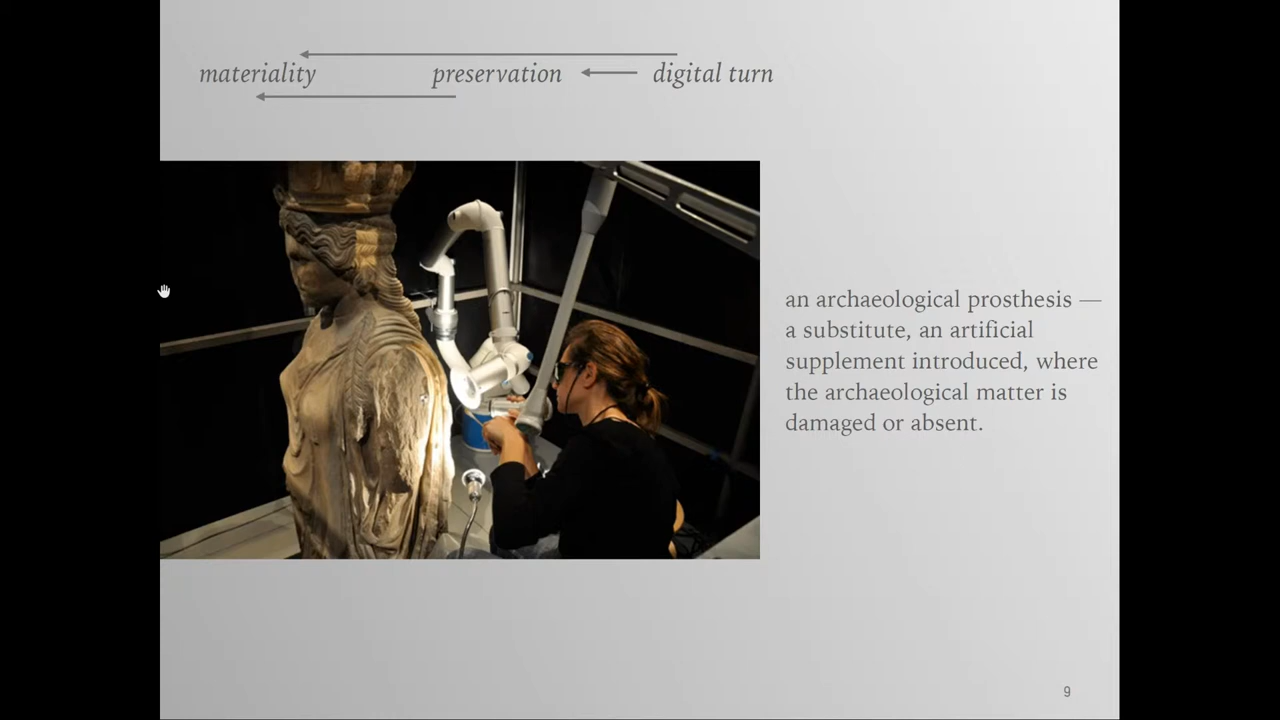 materiality preservation digital turn
an archaeological prosthesis —
a substitute, an artificial
supplement introduced, where
the archaeological matter is
damaged or absent.
9